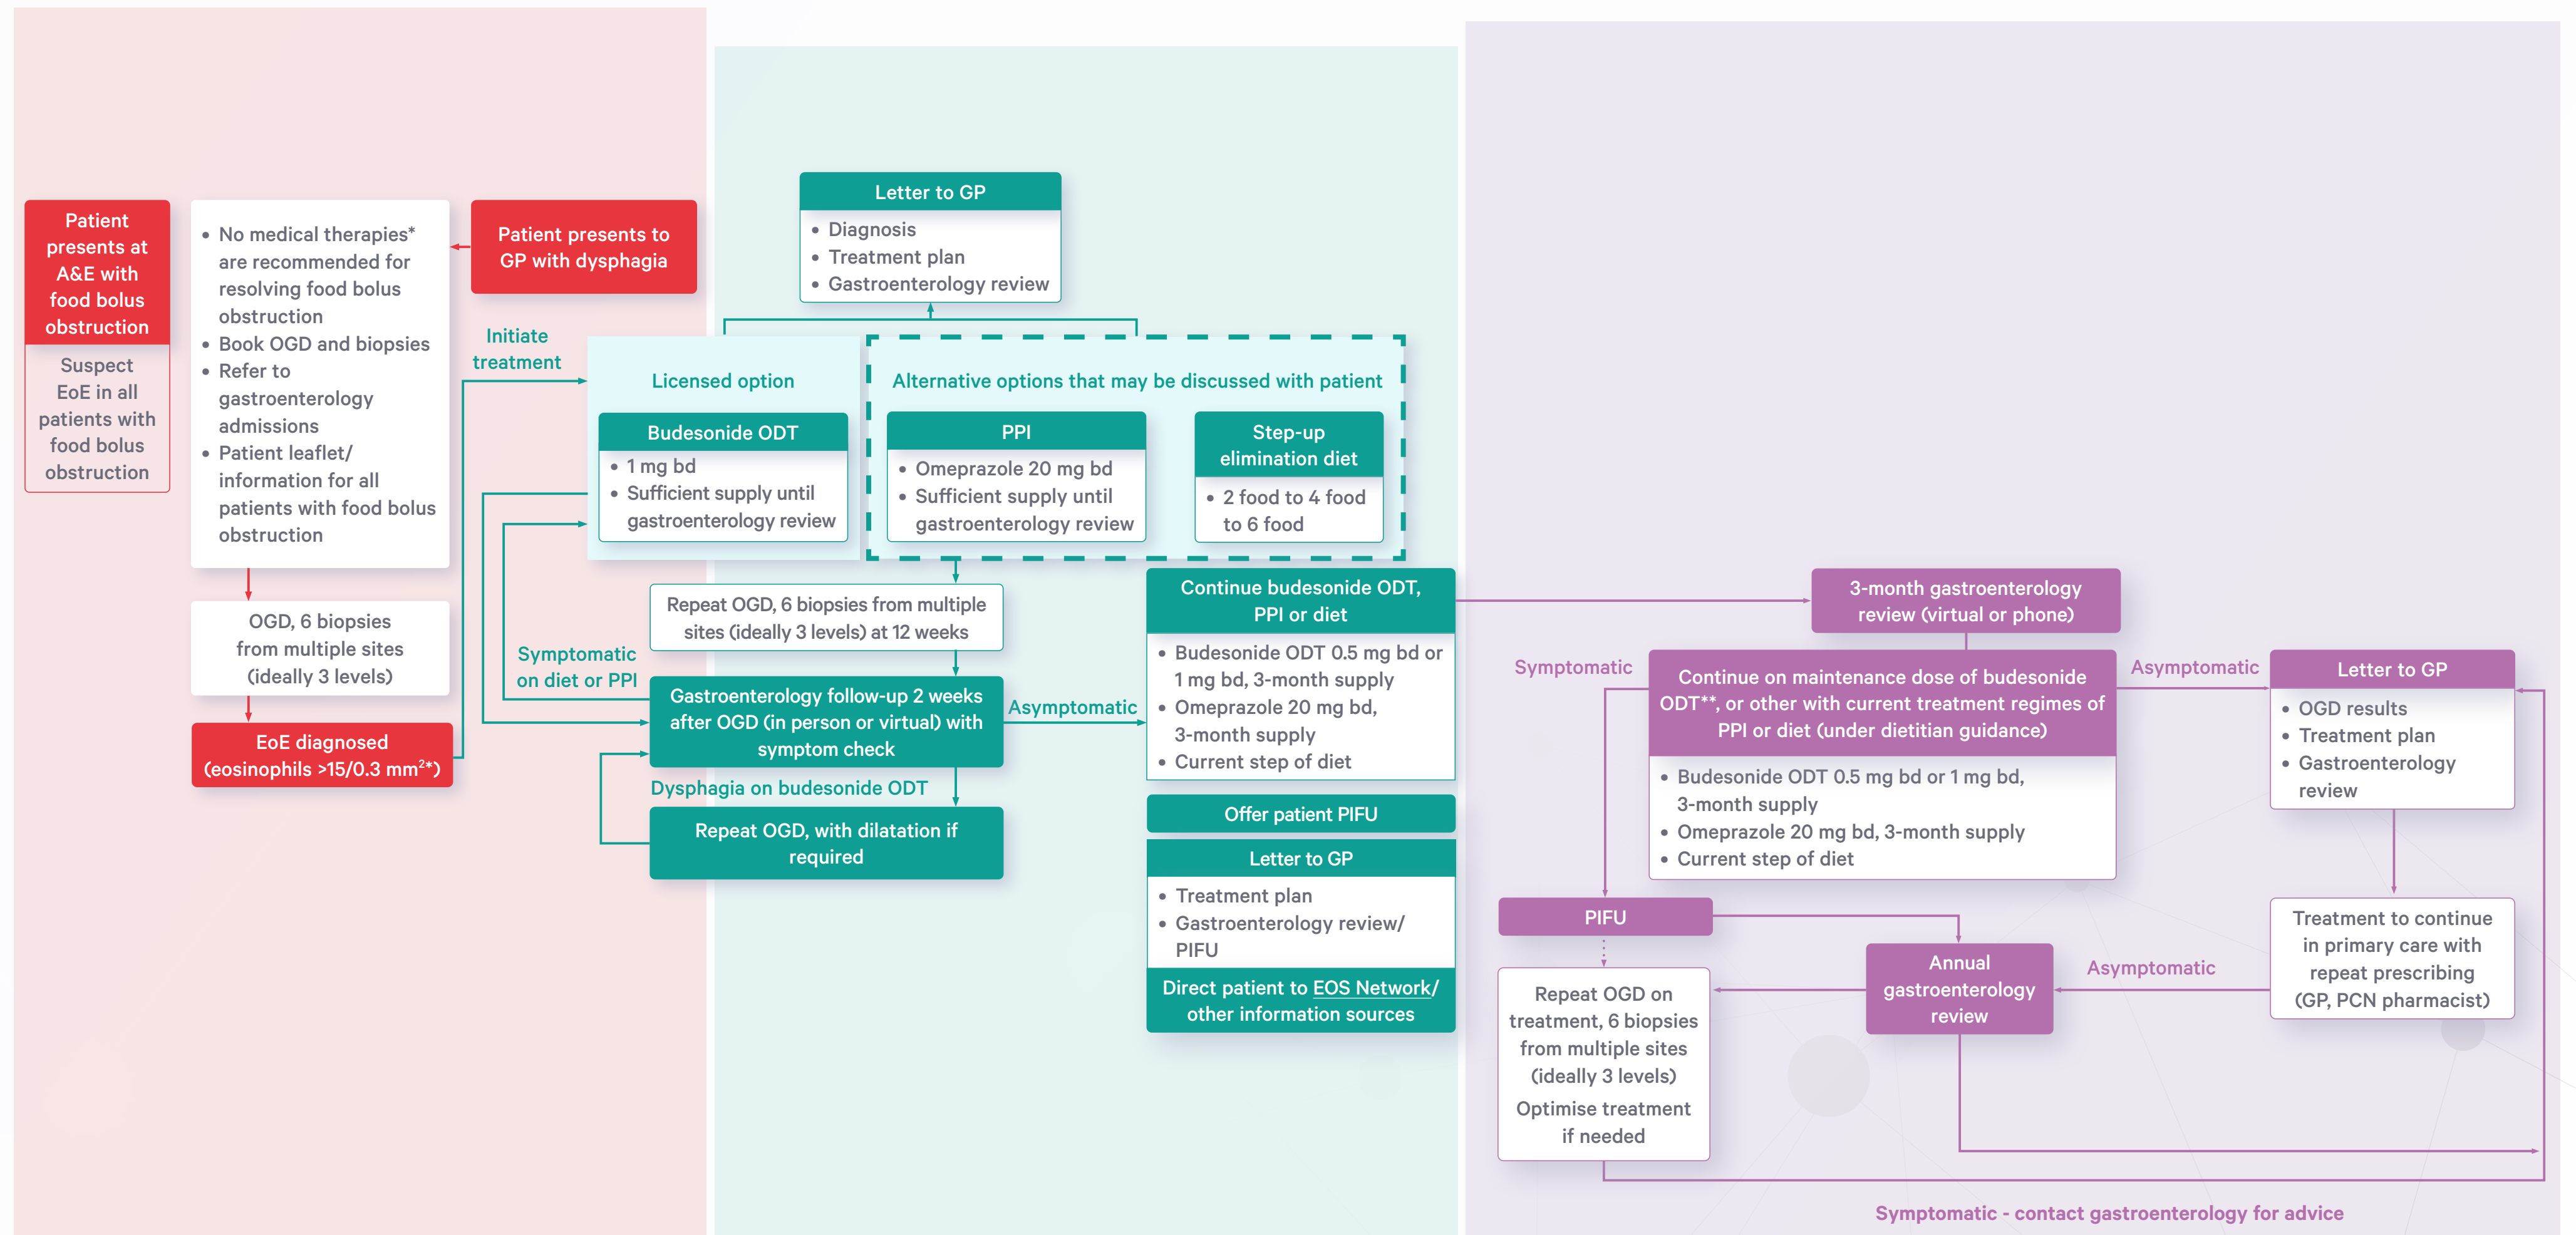 Patient
presents at
A&E with
food bolus
obstruction
Suspect
EoE in all
patients with
food bolus
obstruction
• No medical therapies*
are recommended for
resolving food bolus
obstruction
• Book OGD and biopsies
• Refer to
gastroenterology
admissions
• Patient leaflet/
information for all
patients with food bolus
obstruction
Patient presents to
GP with dysphagia
OGD, 6 biopsies
from multiple sites
(ideally 3 levels)
EoE diagnosed
(eosinophils >15/0.3 mm²*)
Initiate
treatment
Letter to GP
• Diagnosis
• Treatment plan
• Gastroenterology review
Licensed option
Budesonide ODT
• 1 mg bd
• Sufficient supply until
gastroenterology review
Alternative options that may be discussed with patient
PPI
• Omeprazole 20 mg bd
• Sufficient supply until
gastroenterology review
Step-up
elimination diet
• 2 food to 4 food
to 6 food
Repeat OGD, 6 biopsies from multiple
sites (ideally 3 levels) at 12 weeks
Symptomatic
on diet or PPI
Gastroenterology follow-up 2 weeks
after OGD (in person or virtual) with
symptom check
Asymptomatic
Dysphagia on budesonide ODT
Repeat OGD, with dilatation if
required
Continue budesonide ODT,
PPI or diet
• Budesonide ODT 0.5 mg bd or
1 mg bd, 3-month supply
• Omeprazole 20 mg bd,
3-month supply
• Current step of diet
Offer patient PIFU
Letter to GP
• Treatment plan
• Gastroenterology review/
PIFU
Direct patient to EOS Network/
other information sources
3-month gastroenterology
review (virtual or phone)
Symptomatic
Continue on maintenance dose of budesonide
ODT**, or other with current treatment regimes of
PPI or diet (under dietitian guidance)
• Budesonide ODT 0.5 mg bd or 1 mg bd,
3-month supply
• Omeprazole 20 mg bd, 3-month supply
• Current step of diet
Asymptomatic
Letter to GP
• OGD results
• Treatment plan
• Gastroenterology
review
PIFU
Repeat OGD on
treatment, 6 biopsies
from multiple sites
(ideally 3 levels)
Optimise treatment
if needed
Annual
gastroenterology
review
Asymptomatic
Treatment to continue
in primary care with
repeat prescribing
(GP, PCN pharmacist)
Symptomatic - contact gastroenterology for advice